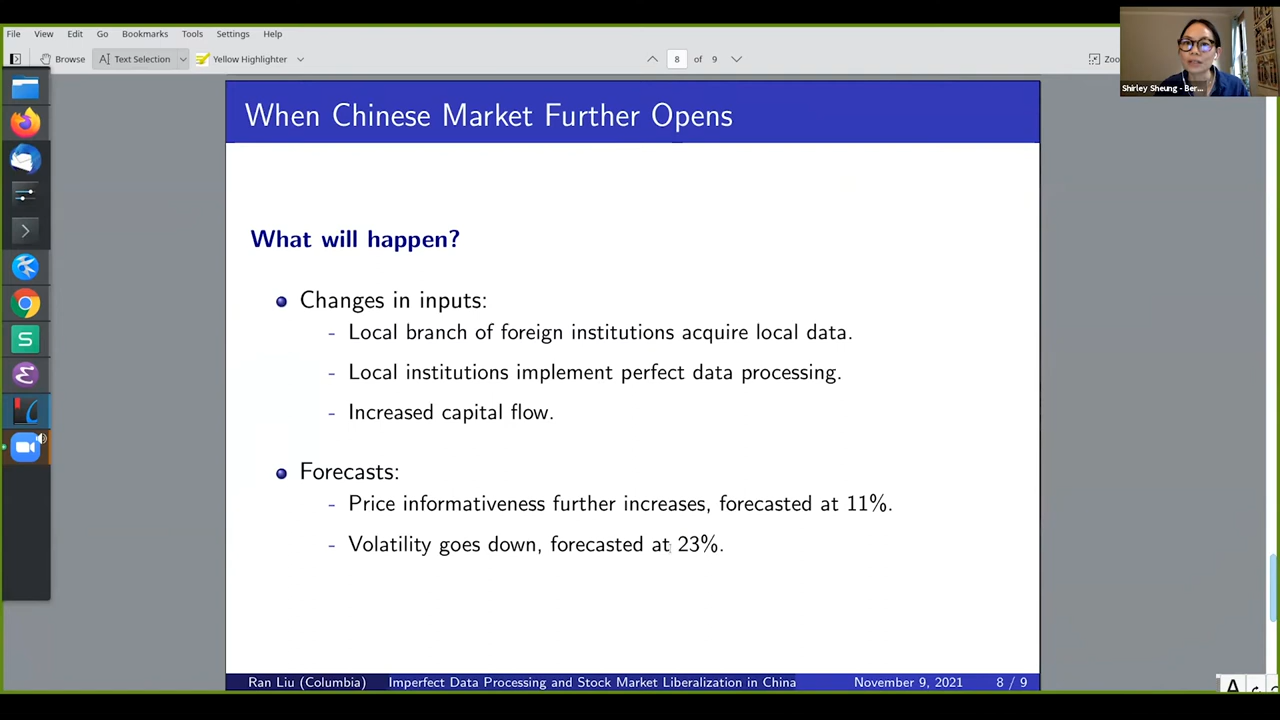 File View Edit Go Bookmarks Tools Settings Help
Browse Text Selection Yellow Highlighter 8 of 9 Zoo
Shirley Sheung - Ber...
When Chinese Market Further Opens
What will happen?
Changes in inputs:
- Local branch of foreign institutions acquire local data.
- Local institutions implement perfect data processing.
- Increased capital flow.
Forecasts:
- Price informativeness further increases, forecasted at 11%.
- Volatility goes down, forecasted at 23%.
Ran Liu (Columbia) Imperfect Data Processing and Stock Market Liberalization in China November 9, 2021 8 / 9
A